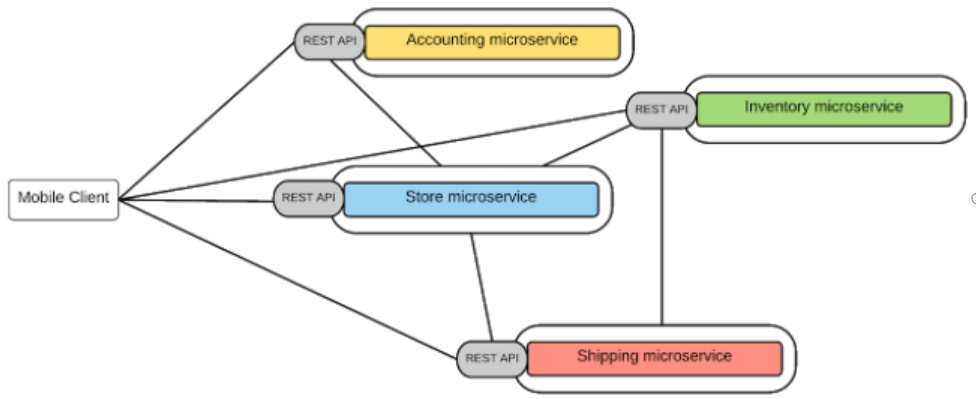 REST API
Accounting microservice
REST API
Inventory microservice
Mobile Client
REST API
Store microservice
REST API
Shipping microservice